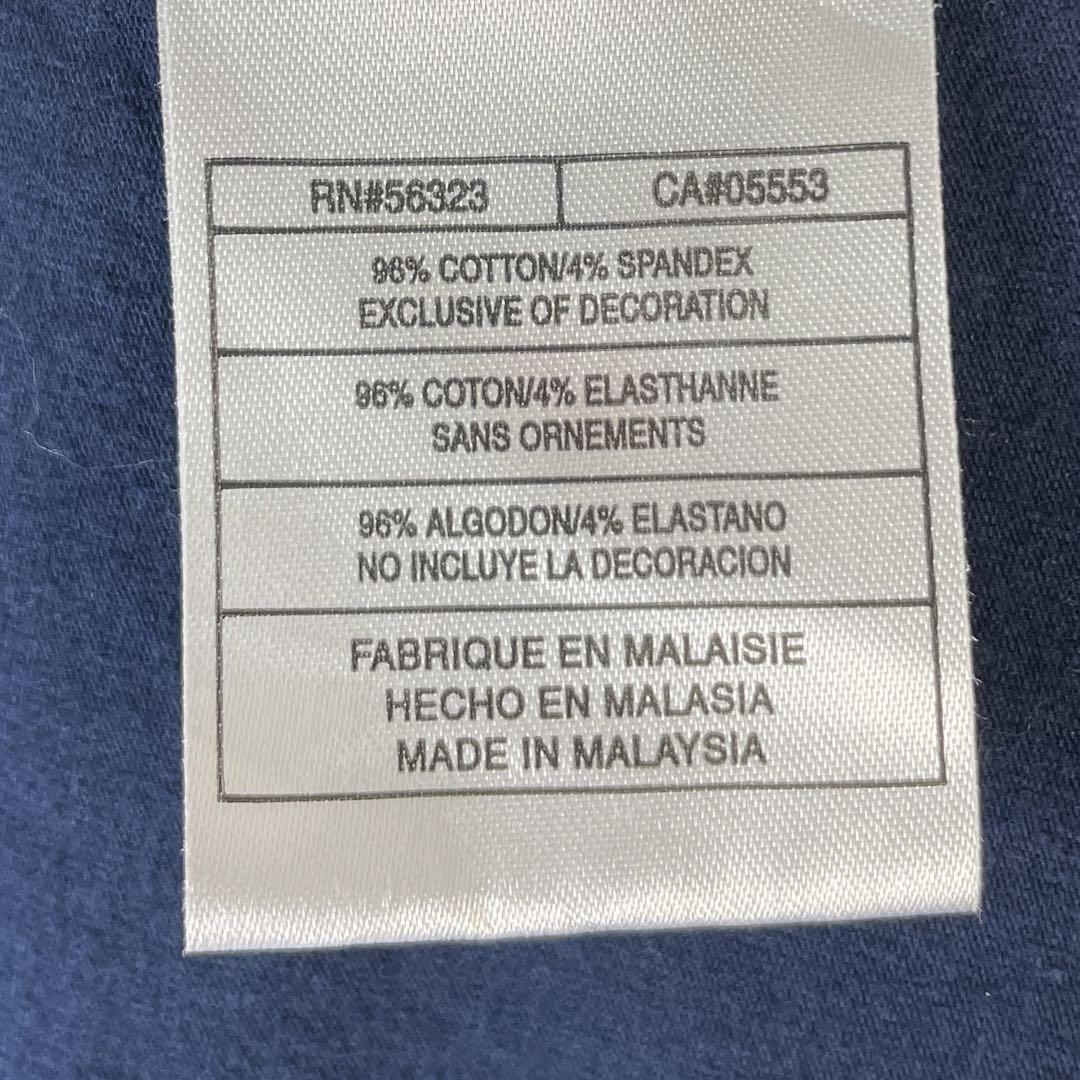 RN#56323 CA#05553
96% COTTON/4% SPANDEX
EXCLUSIVE OF DECORATION
96% COTON/4% ELASTHANNE
SANS ORNEMENTS
96% ALGODON/4% ELASTANO
NO INCLUYE LA DECORACION
FABRIQUE EN MALAISIE
HECHO EN MALASIA
MADE IN MALAYSIA